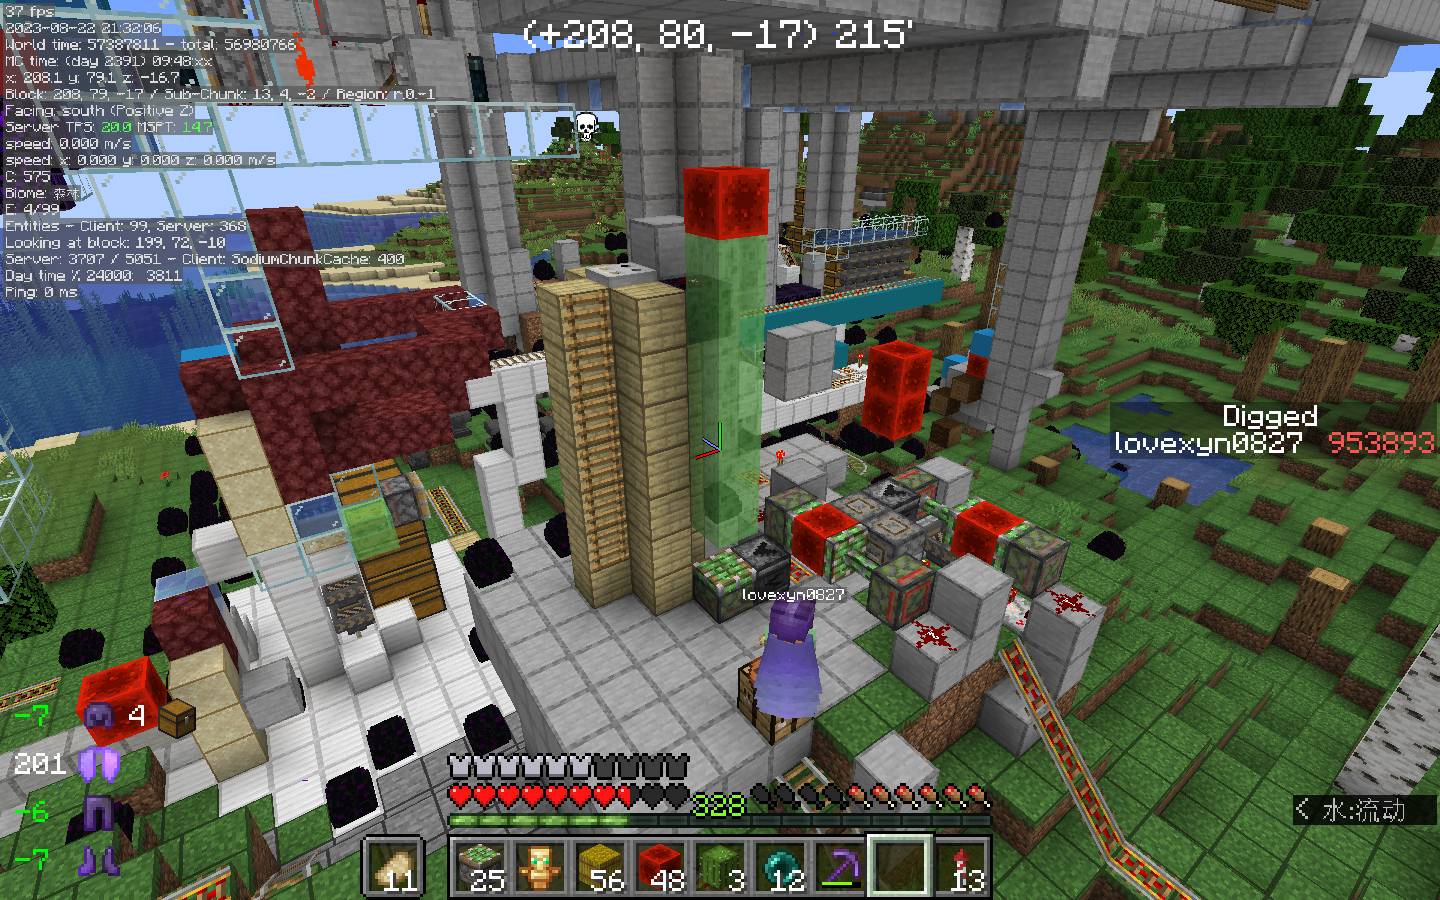 37 fps
2023-08-22 21:32:06
World time: 57387811 - total: 56980766
MC time: (day 2391) 09:48:xx
x: 208.1 y: 79.1 z: -16.7
Block: 208, 79, -17 / Sub-Chunk: 13, 4, -2 / Region: r.0.-1
Facing: south (Positive Z)
Server TPS: 20.0 MSPT: 14.7
speed: 0.000 m/s
speed: x: 0.000 y: 0.000 z: 0.000 m/s
C: 575
Biome: 森林
E: 4/99
Entities - Client: 99, Server: 368
Looking at block: 199, 72, -10
Server: 3707 / 5051 - Client: SodiumChunkCache: 400
Day time % 24000: 3811
Ping: 0 ms
(+208, 80, -17) 215'
Digged
lovexyn0827 953893
lovexyn0827
-7
4
201
-6
-7
338
< 水:流动
11
25
56
48
3
12
13